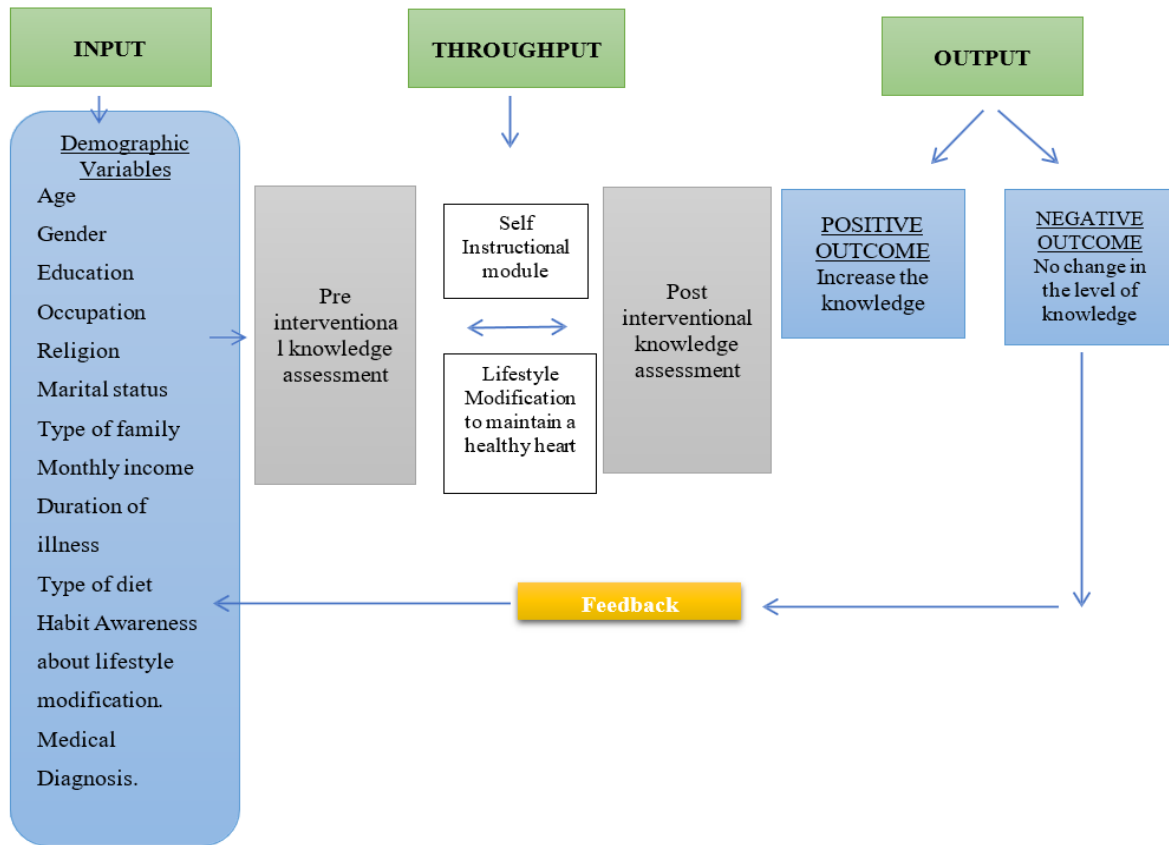 INPUT
THROUGHPUT
OUTPUT
Demographic
Variables
Age
Gender
Education
Occupation
Religion
Marital status
Type of family
Monthly income
Duration of
illness
Type of diet
Habit Awareness
about lifestyle
modification.
Medical
Diagnosis.
Pre
interventiona
l knowledge
assessment
Self
Instructional
module
Lifestyle
Modification
to maintain a
healthy heart
Post
interventional
knowledge
assessment
POSITIVE
OUTCOME
Increase the
knowledge
NEGATIVE
OUTCOME
No change in
the level of
knowledge
Feedback